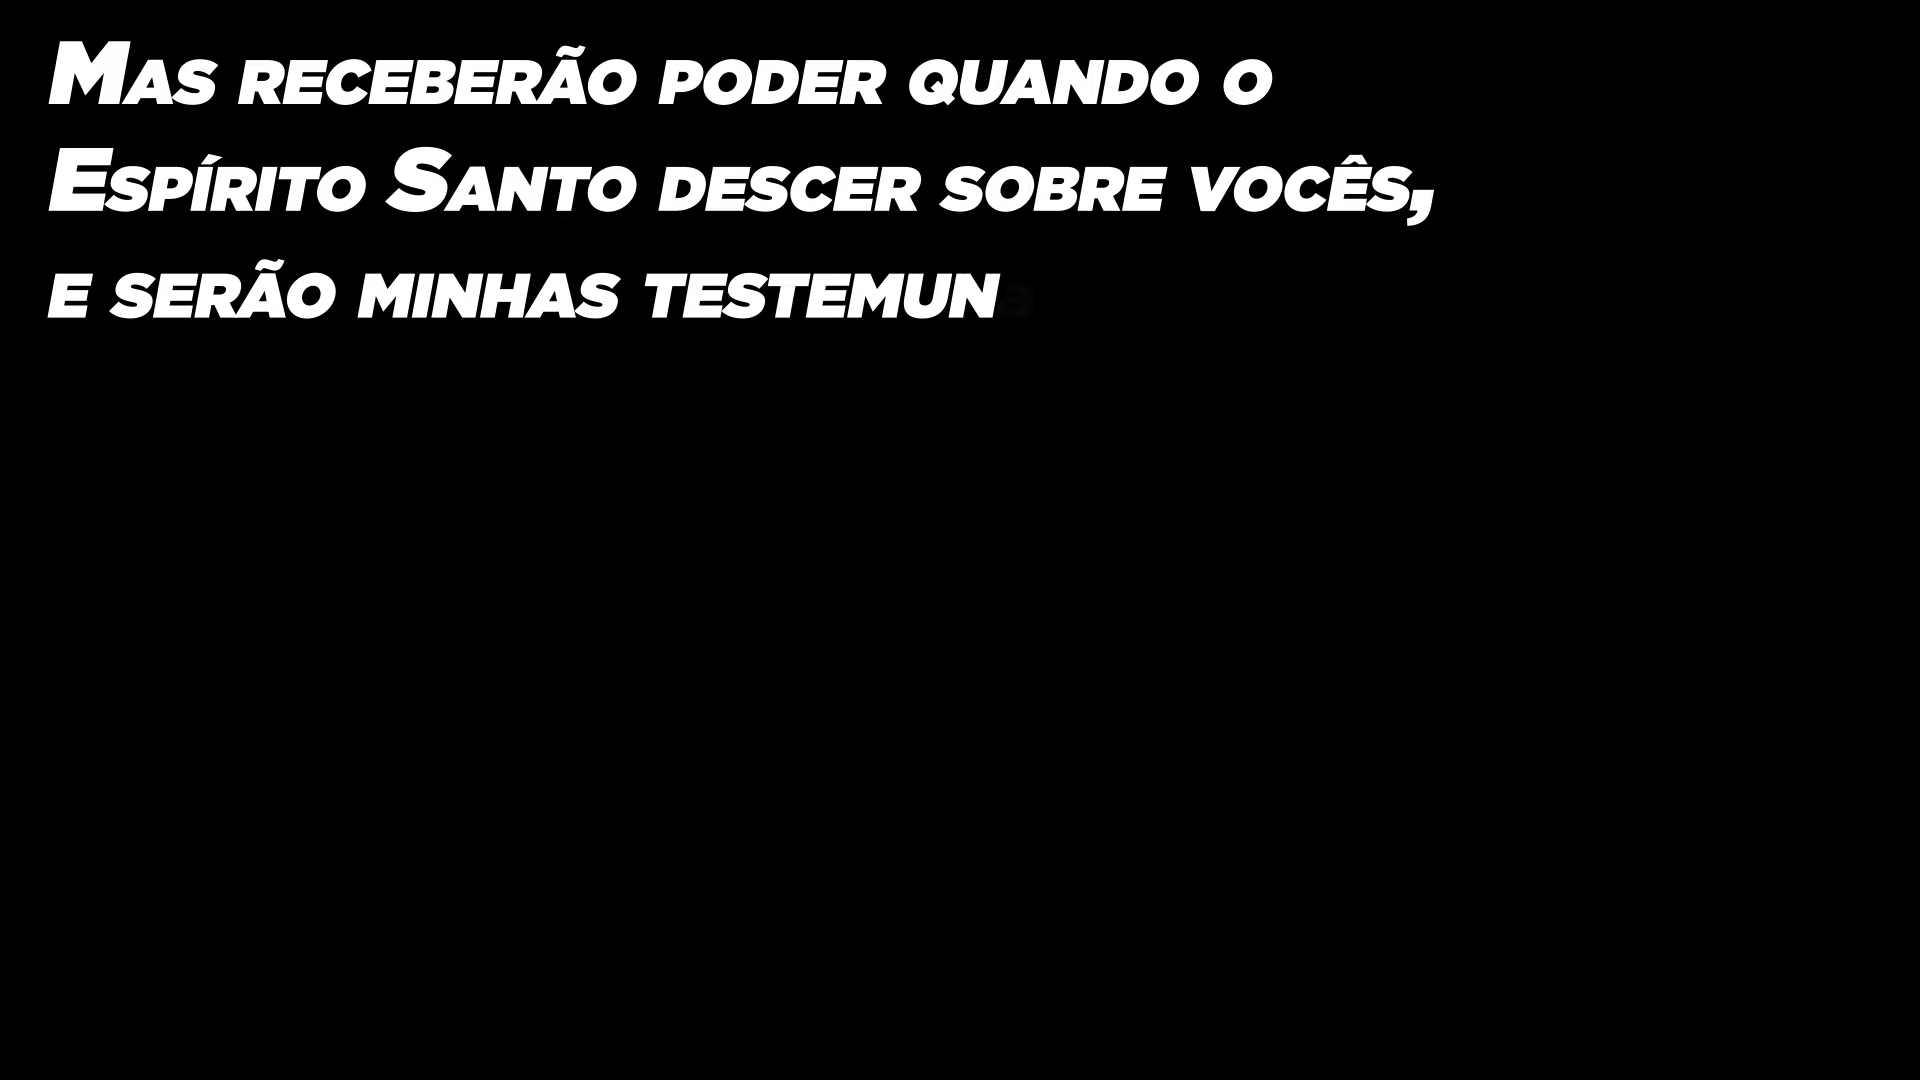 Mas receberão poder quando o
Espírito Santo descer sobre vocês,
e serão minhas testemun